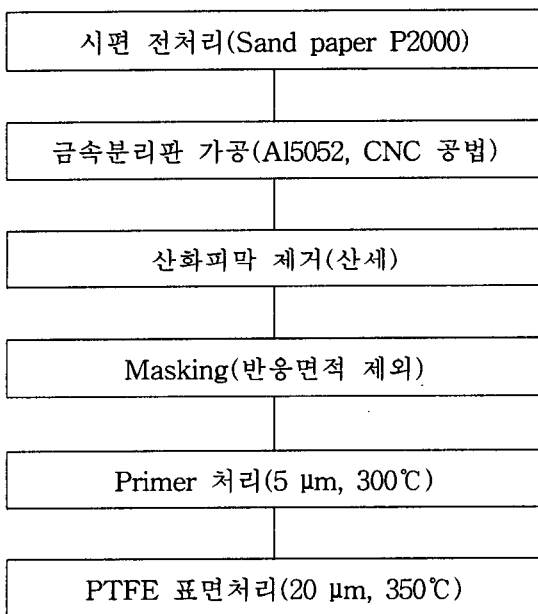 시편 전처리(Sand paper P2000)
금속분리판 가공(Al5052, CNC 공법)
산화피막 제거(산세)
Masking(반응면적 제외)
Primer 처리(5 μm, 300℃)
PTFE 표면처리(20 μm, 350℃)